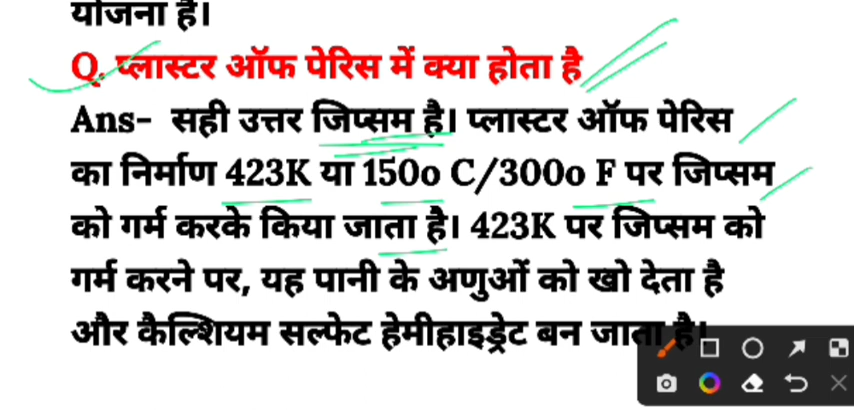 योजना है।
Q. प्लास्टर ऑफ पेरिस में क्या होता है
Ans- सही उत्तर जिप्सम है। प्लास्टर ऑफ पेरिस
का निर्माण 423K या 150o C/300o F पर जिप्सम
को गर्म करके किया जाता है। 423K पर जिप्सम को
गर्म करने पर, यह पानी के अणुओं को खो देता है
और कैल्शियम सल्फेट हेमीहाइड्रेट बन जाता है।